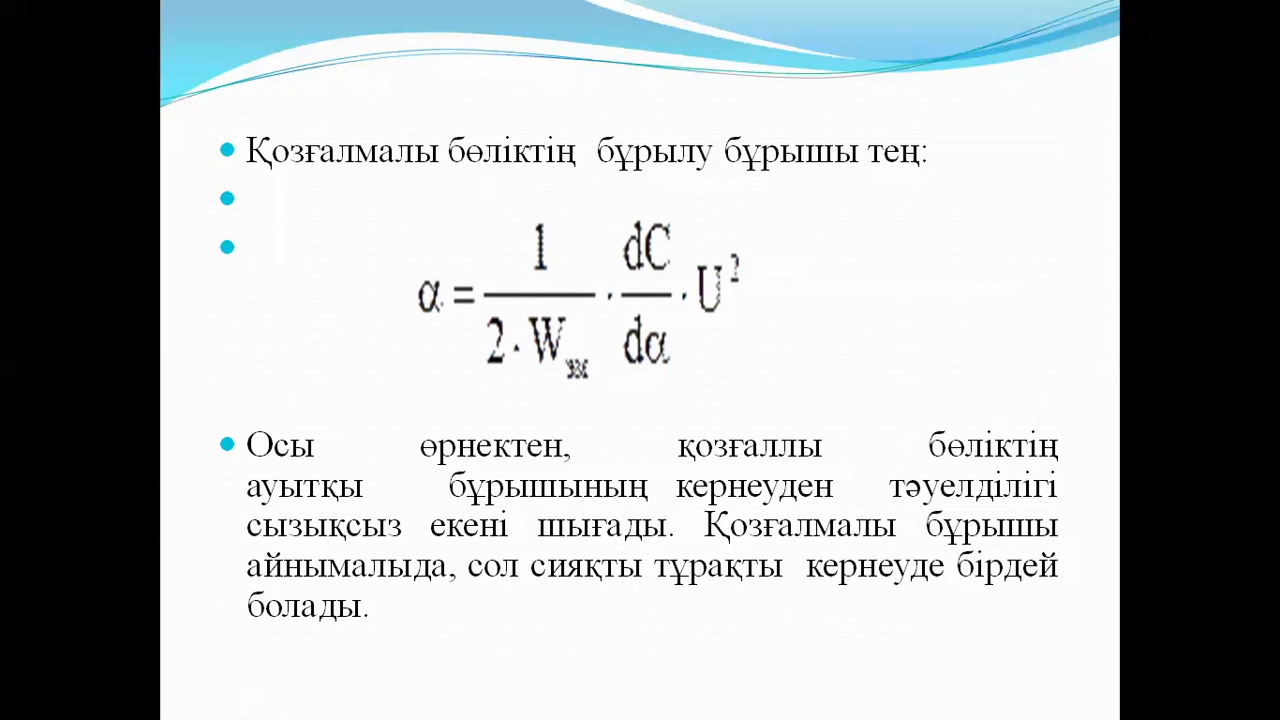 Қозғалмалы бөліктің бұрылу бұрышы тең:
α = 1 / (2 · W) · dC / dα · U²
Осы өрнектен, қозғаллы бөліктің
ауытқы бұрышының кернеуден тәуелділігі
сызықсыз екені шығады. Қозғалмалы бұрышы
айнымалыда, сол сияқты тұрақты кернеуде бірдей
болады.